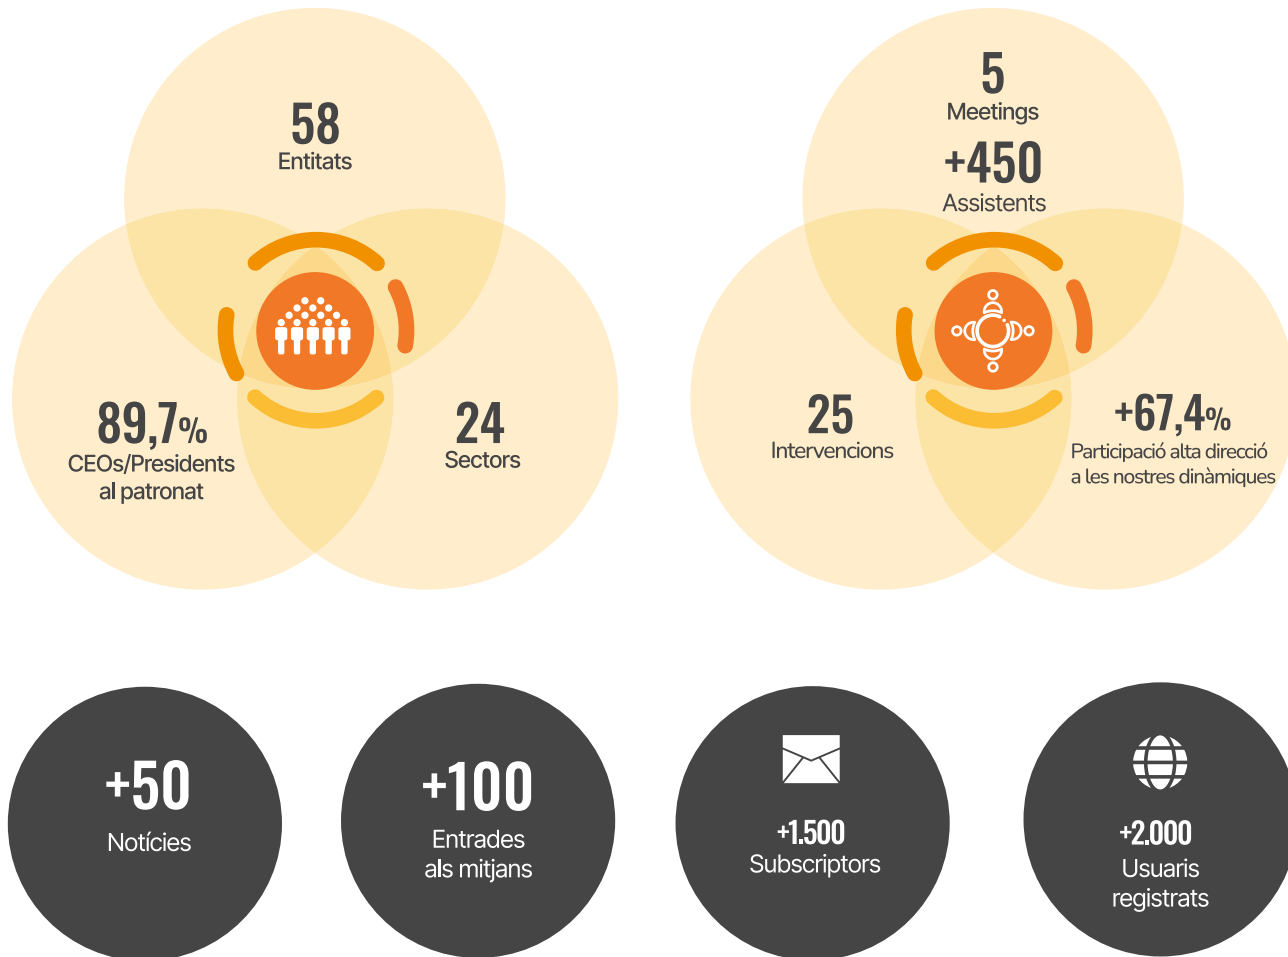 58
Entitats
89,7%
CEOs/Presidents
al patronat
24
Sectors
5
Meetings
+450
Assistents
25
Intervencions
+67,4%
Participació alta direcció
a les nostres dinàmiques
+50
Notícies
+100
Entrades
als mitjans
+1.500
Subscriptors
+2.000
Usuaris
registrats